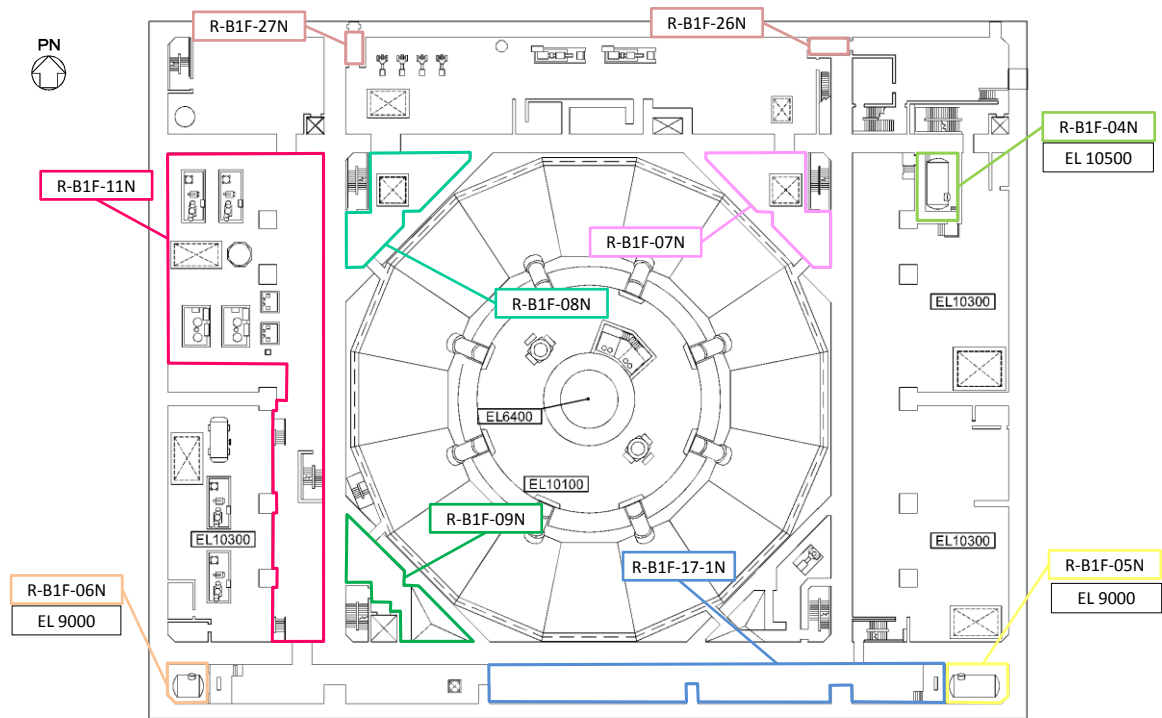 R-B1F-27N
R-B1F-26N
PN
R-B1F-04N
EL 10500
R-B1F-11N
R-B1F-07N
R-B1F-08N
EL10300
EL6400
EL10100
R-B1F-09N
EL10300
EL10300
R-B1F-17-1N
R-B1F-05N
EL 9000
R-B1F-06N
EL 9000